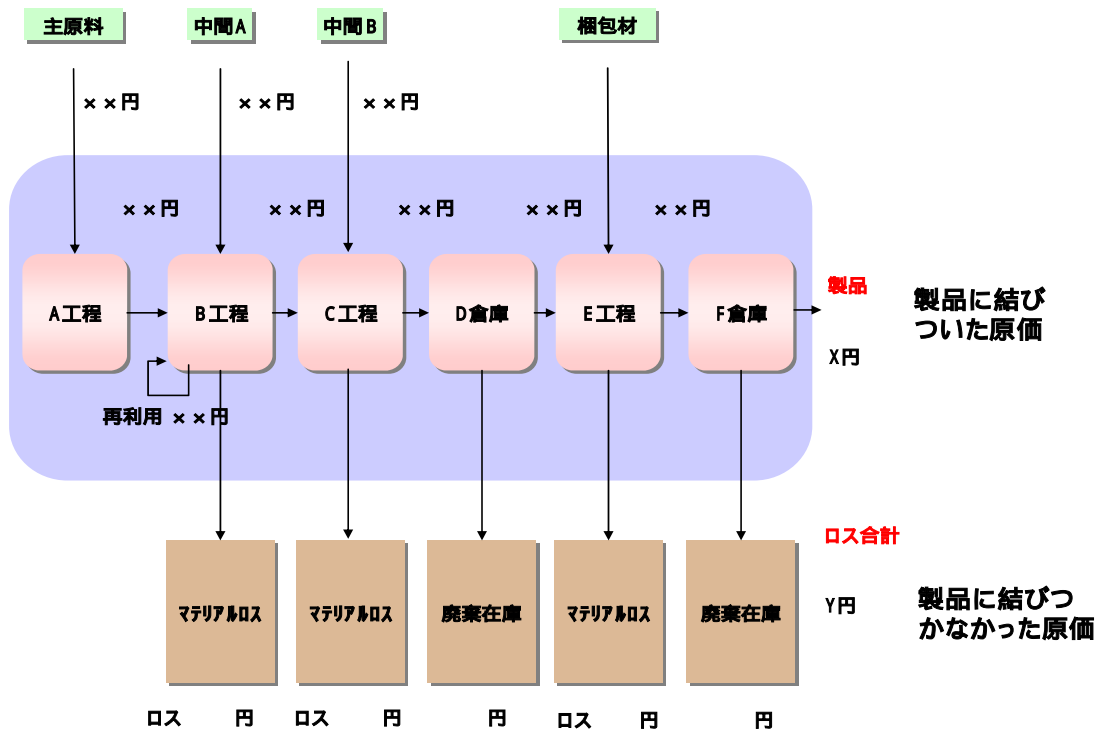 主原料
中間A
中間B
梱包材
××円
××円
××円
××円
××円
××円
××円
××円
A工程
B工程
C工程
D倉庫
E工程
F倉庫
製品
X円
製品に結び
ついた原価
再利用 ××円
マテリアルロス
マテリアルロス
廃棄在庫
マテリアルロス
廃棄在庫
ロス合計
Y円
製品に結びつ
かなかった原価
ロス 円
ロス 円
円
ロス 円
円